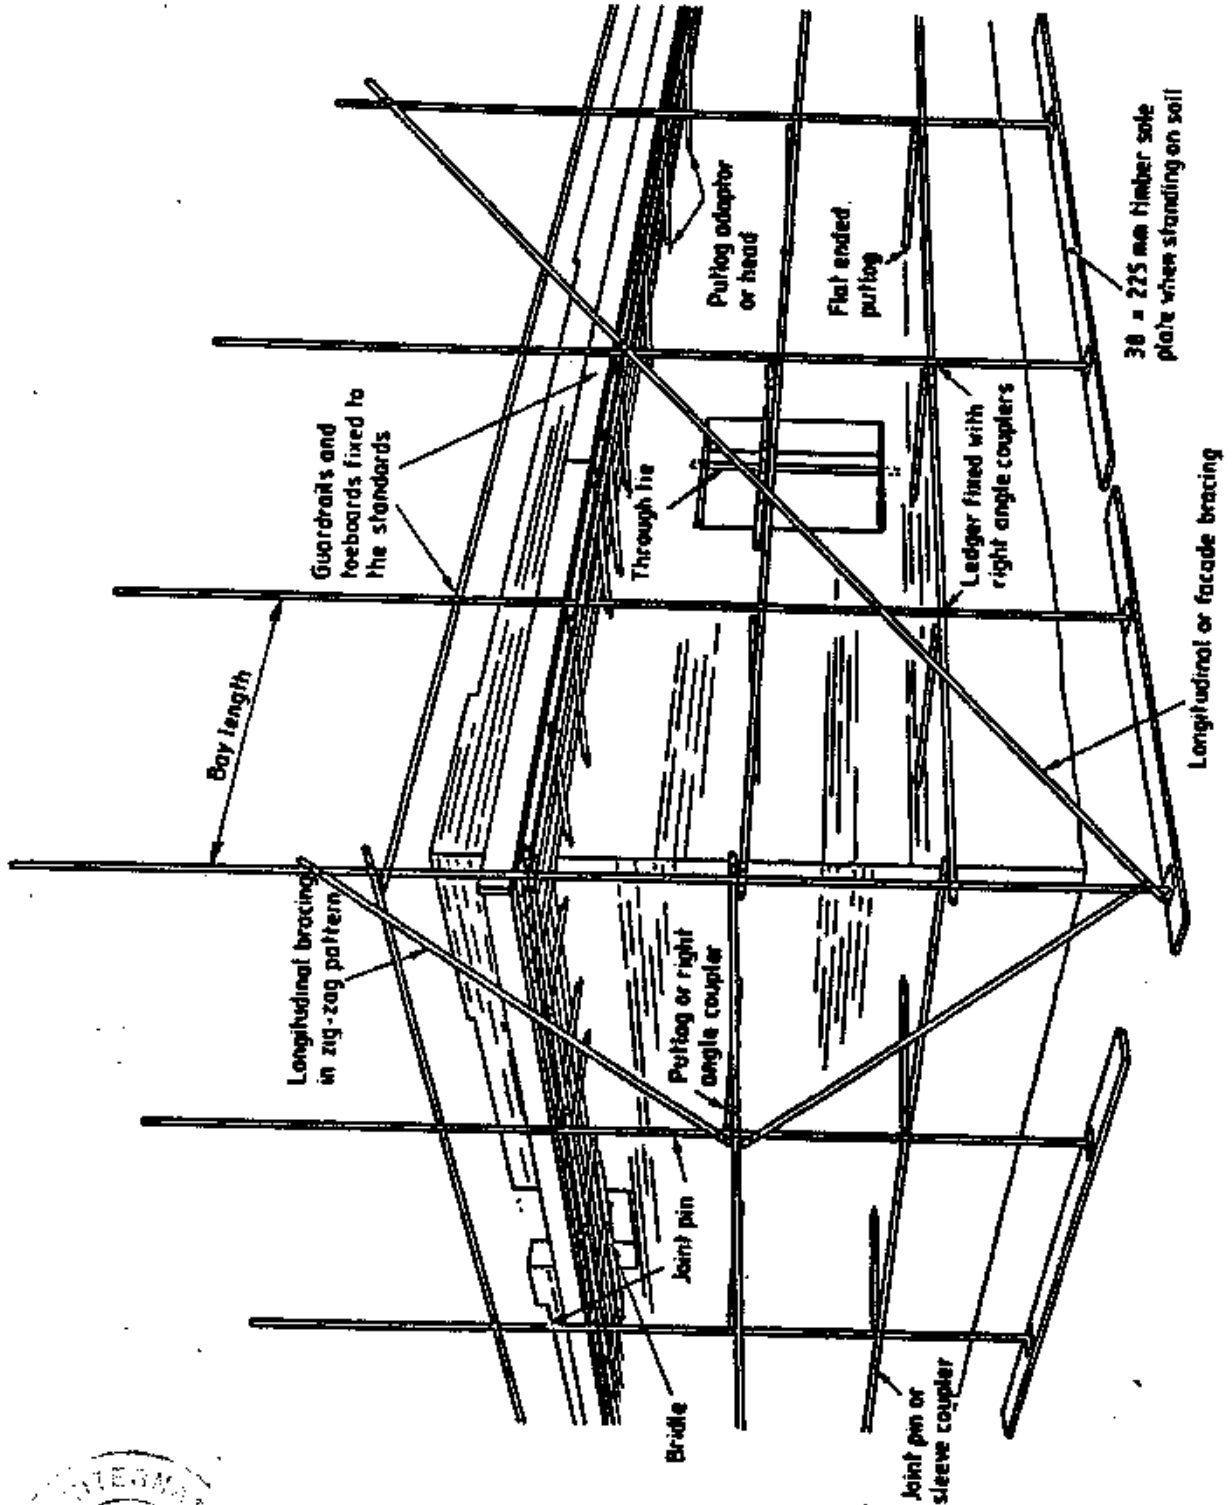 Bay length
Guardrails and
toeboards fixed to
the standards
Longitudinal bracing
in zig-zag pattern
Putlog adaptor
or head
Through tie
Flat ended
putlog
Putlog or right
angle coupler
Joint pin
Bridle
Ledger fixed with
right angle couplers
38 × 225 mm timber sole
plate when standing on soil
Joint pin or
sleeve coupler
Longitudinal or facade bracing